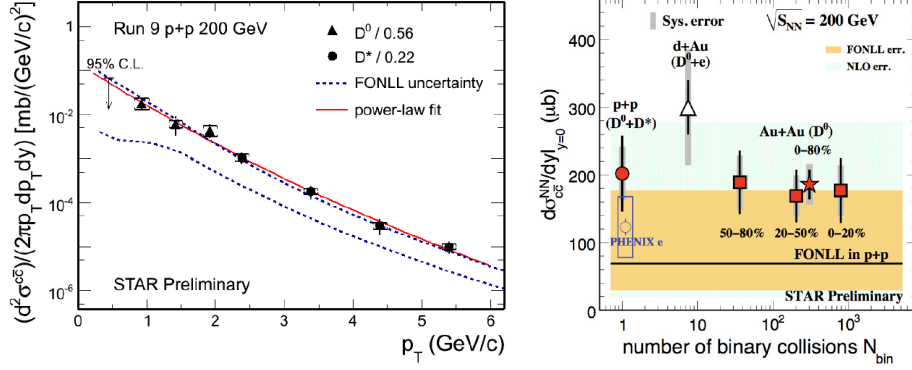 (d²σ^cc̄)/(2πp_T dp_T dy) [mb/(GeV/c)²]
1
10⁻²
10⁻⁴
10⁻⁶
Run 9 p+p 200 GeV
95% C.L.
D⁰ / 0.56
D* / 0.22
FONLL uncertainty
power-law fit
STAR Preliminary
0 1 2 3 4 5 6
p_T (GeV/c)
dσ^NN_cc̄/dy|_y=0 (μb)
400
300
200
100
0
Sys. error
√S_NN = 200 GeV
d+Au
(D⁰+e)
FONLL err.
NLO err.
p+p
(D⁰+D*)
Au+Au (D⁰)
0–80%
PHENIX e
50–80% 20–50% 0–20%
FONLL in p+p
STAR Preliminary
1 10 10² 10³
number of binary collisions N_bin